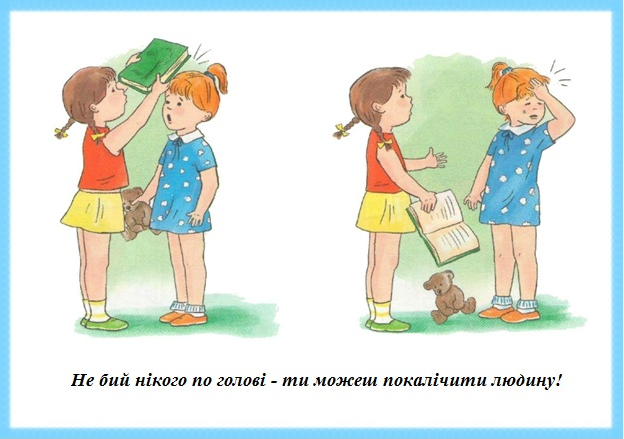 Не бий нікого по голові - ти можеш покалічити людину!